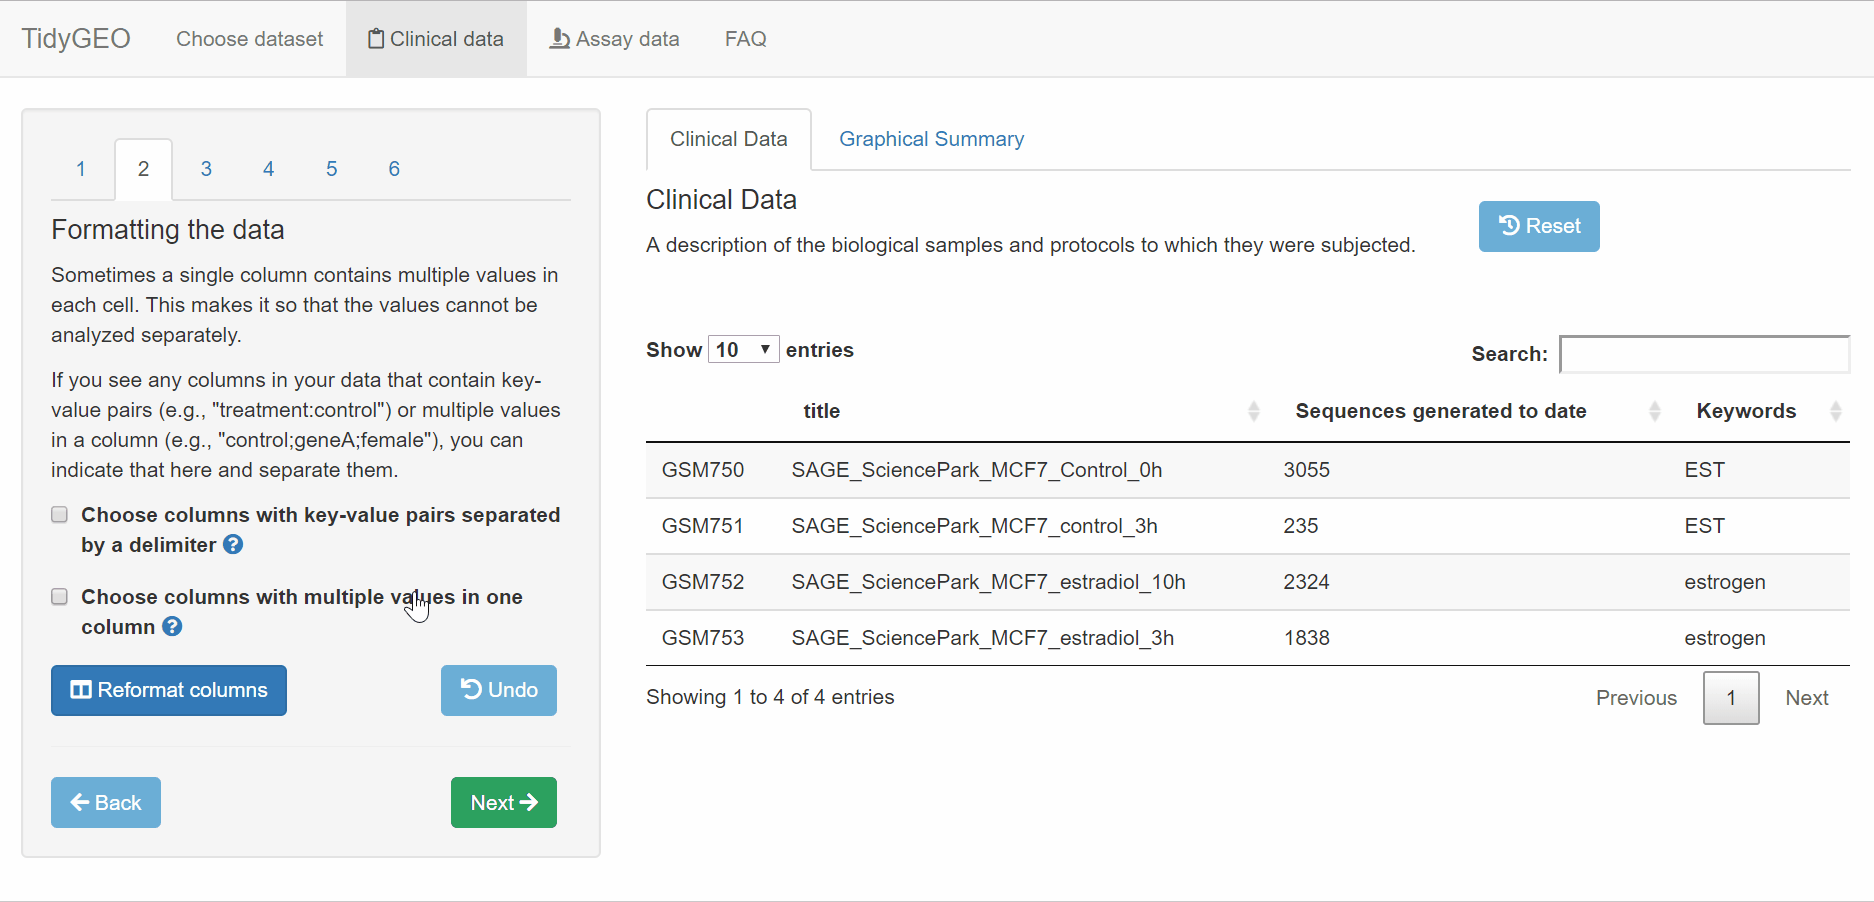 TidyGEO Choose dataset Clinical data Assay data FAQ
1 2 3 4 5 6
Formatting the data
Sometimes a single column contains multiple values in
each cell. This makes it so that the values cannot be
analyzed separately.
If you see any columns in your data that contain key-
value pairs (e.g., "treatment:control") or multiple values
in a column (e.g., "control;geneA;female"), you can
indicate that here and separate them.
Choose columns with key-value pairs separated
by a delimiter ?
Choose columns with multiple values in one
column ?
Reformat columns Undo
Back Next
Clinical Data Graphical Summary
Clinical Data
Reset
A description of the biological samples and protocols to which they were subjected.
Show 10 entries Search:
title Sequences generated to date Keywords
GSM750 SAGE_SciencePark_MCF7_Control_0h 3055 EST
GSM751 SAGE_SciencePark_MCF7_control_3h 235 EST
GSM752 SAGE_SciencePark_MCF7_estradiol_10h 2324 estrogen
GSM753 SAGE_SciencePark_MCF7_estradiol_3h 1838 estrogen
Showing 1 to 4 of 4 entries Previous 1 Next